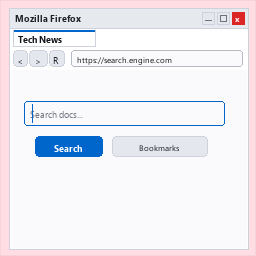 Mozilla Firefox
x
Tech News
< > R https://search.engine.com
Search docs...
Search Bookmarks